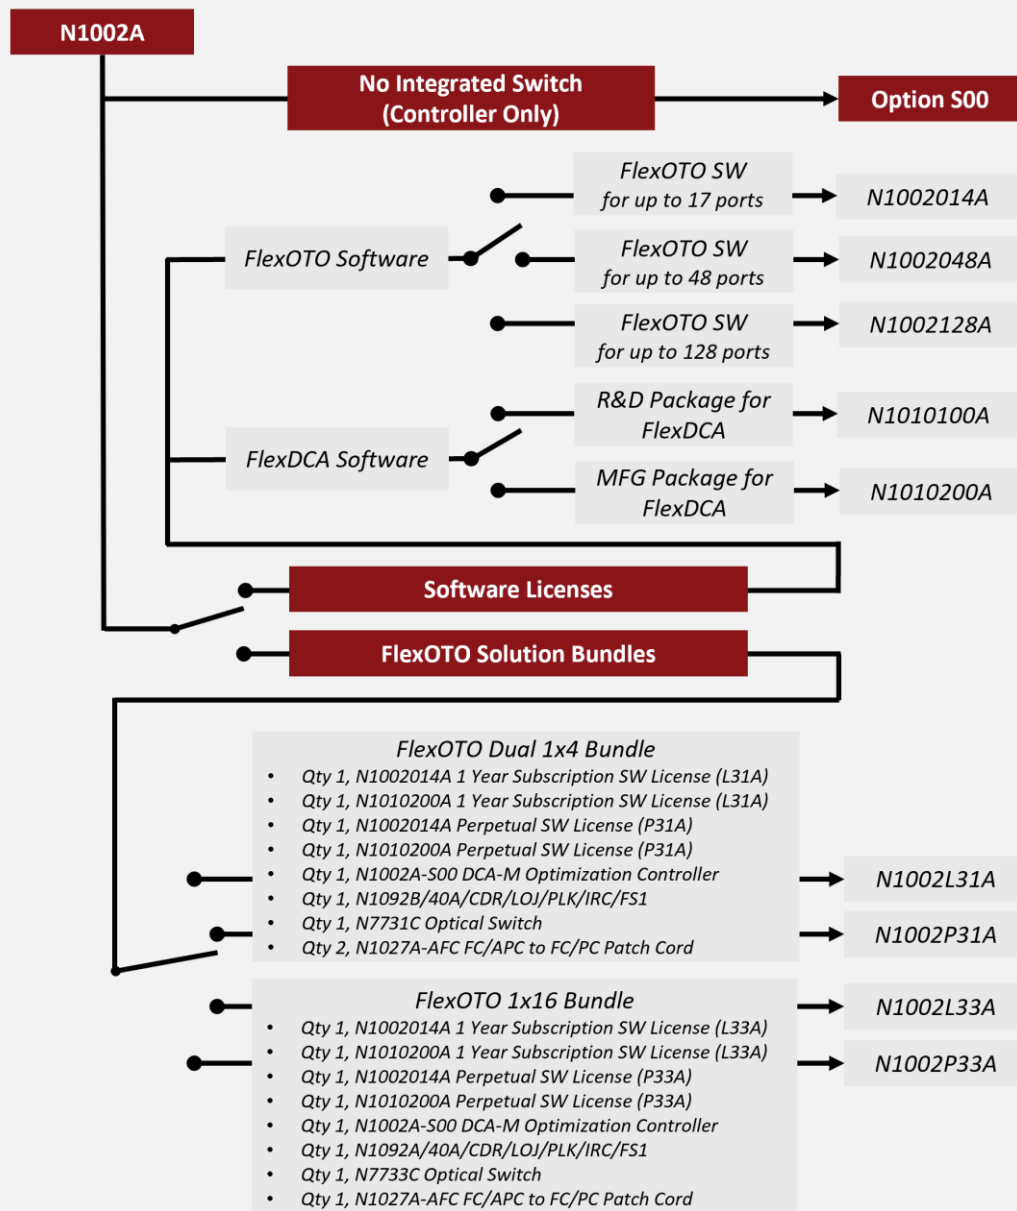 N1002A
No Integrated Switch
(Controller Only)
Option S00
FlexOTO SW
for up to 17 ports
N1002014A
FlexOTO Software
FlexOTO SW
for up to 48 ports
N1002048A
FlexOTO SW
for up to 128 ports
N1002128A
R&D Package for
FlexDCA
N1010100A
FlexDCA Software
MFG Package for
FlexDCA
N1010200A
Software Licenses
FlexOTO Solution Bundles
FlexOTO Dual 1x4 Bundle
• Qty 1, N1002014A 1 Year Subscription SW License (L31A)
• Qty 1, N1010200A 1 Year Subscription SW License (L31A)
• Qty 1, N1002014A Perpetual SW License (P31A)
• Qty 1, N1010200A Perpetual SW License (P31A)
• Qty 1, N1002A-S00 DCA-M Optimization Controller
• Qty 1, N1092B/40A/CDR/LOJ/PLK/IRC/FS1
• Qty 1, N7731C Optical Switch
• Qty 2, N1027A-AFC FC/APC to FC/PC Patch Cord
N1002L31A
N1002P31A
FlexOTO 1x16 Bundle
• Qty 1, N1002014A 1 Year Subscription SW License (L33A)
• Qty 1, N1010200A 1 Year Subscription SW License (L33A)
• Qty 1, N1002014A Perpetual SW License (P33A)
• Qty 1, N1010200A Perpetual SW License (P33A)
• Qty 1, N1002A-S00 DCA-M Optimization Controller
• Qty 1, N1092A/40A/CDR/LOJ/PLK/IRC/FS1
• Qty 1, N7733C Optical Switch
• Qty 1, N1027A-AFC FC/APC to FC/PC Patch Cord
N1002L33A
N1002P33A